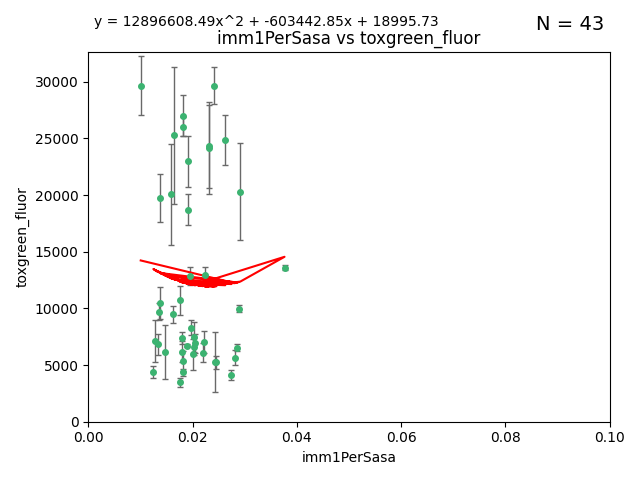 y = 12896608.49x^2 + -603442.85x + 18995.73
N = 43
imm1PerSasa vs toxgreen_fluor
30000
25000
20000
15000
10000
5000
0
toxgreen_fluor
0.00 0.02 0.04 0.06 0.08 0.10
imm1PerSasa